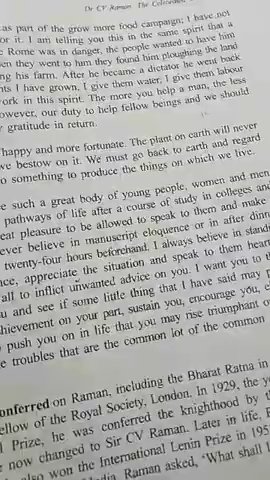 Dr CV Raman: The Celebrated
as part of the grow more food campaign; I have not
for it. I am telling you this in the same spirit that a
Rome was in danger, the people wanted to have him
en they went to him they found him ploughing the land
ng his farm. After he became a dictator he went back
nts I have grown, I give them water, I give them labour
work in this spirit. The more you help a man, the less
owever, our duty to help fellow beings and we should
gratitude in return.
happy and more fortunate. The plant on earth will never
we bestow on it. We must go back to earth and regard
o something to produce the things on which we live.
e such a great body of young people, women and men
pathways of life after a course of study in colleges and
eat pleasure to be allowed to speak to them and make
ever believe in manuscript eloquence or in after dinn
twenty-four hours beforehand. I always believe in standi
nce, appreciate the situation and speak to them heart
all to inflict unwanted advice on you. I want you to th
u and see if some little thing that I have said may p
chievement on your part, sustain you, encourage you, e
push you on in life that you may rise triumphant o
e troubles that are the common lot of the common
onferred on Raman, including the Bharat Ratna in
ellow of the Royal Society, London. In 1929, the y
l Prize, he was conferred the knighthood by th
now changed to Sir CV Raman. Later in life, h
also won the International Lenin Prize in 195
Raman asked, 'What shall I